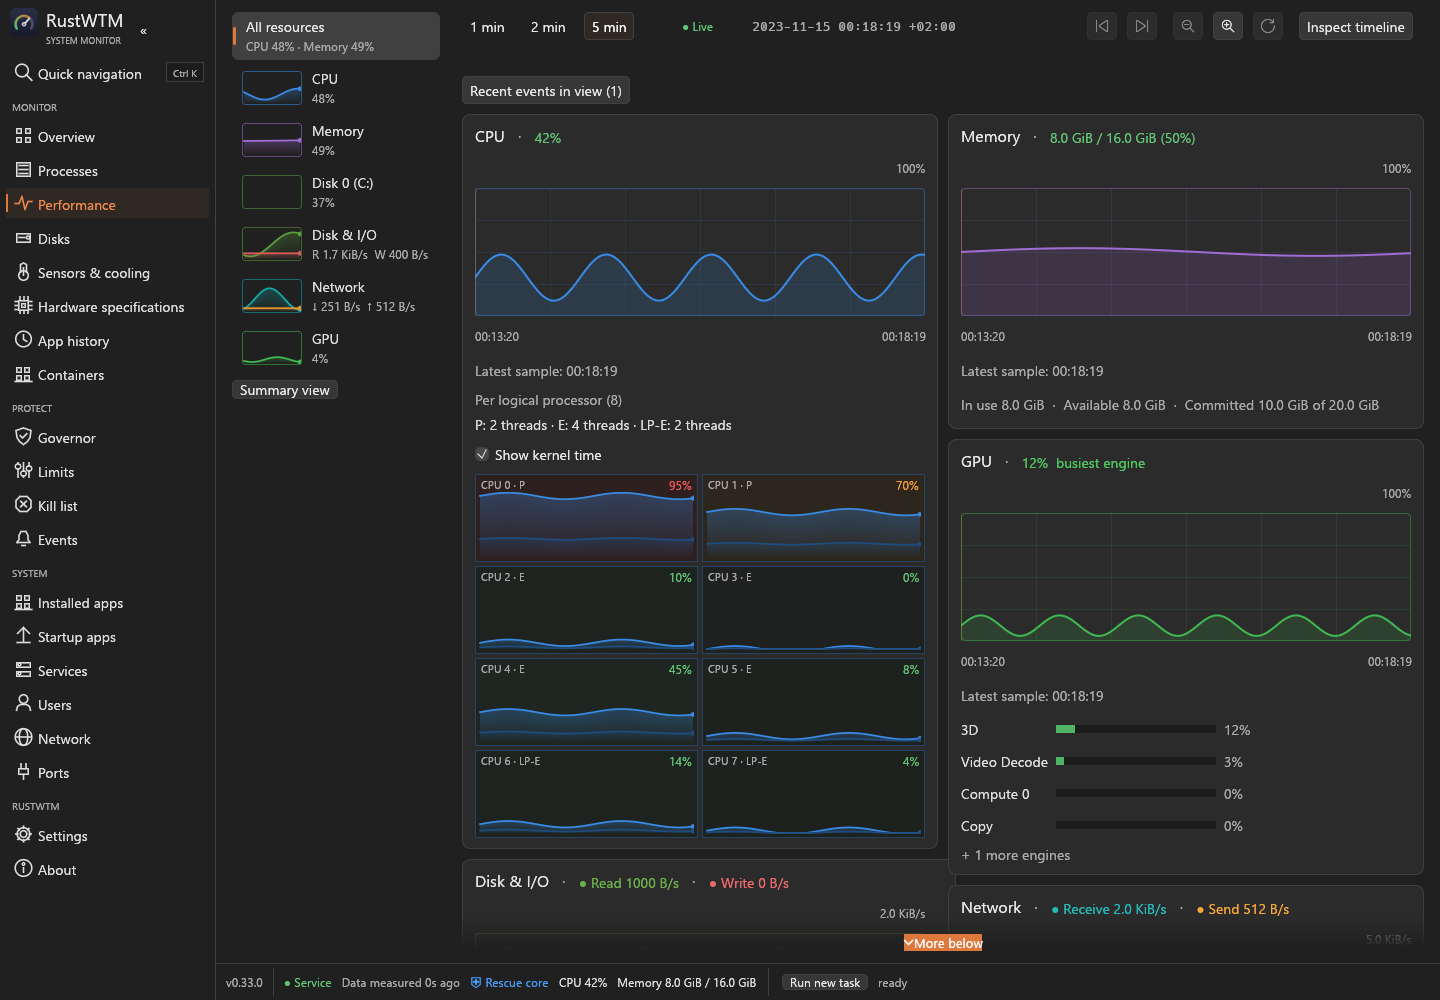 RustWTM
SYSTEM MONITOR
«
Quick navigation
Ctrl K
MONITOR
Overview
Processes
Performance
Disks
Sensors & cooling
Hardware specifications
App history
Containers
PROTECT
Governor
Limits
Kill list
Events
SYSTEM
Installed apps
Startup apps
Services
Users
Network
Ports
RUSTWTM
Settings
About
All resources
CPU 48% · Memory 49%
CPU
48%
Memory
49%
Disk 0 (C:)
37%
Disk & I/O
R 1.7 KiB/s W 400 B/s
Network
↓ 251 B/s ↑ 512 B/s
GPU
4%
Summary view
1 min
2 min
5 min
● Live
2023-11-15 00:18:19 +02:00
Inspect timeline
Recent events in view (1)
CPU · 42%
100%
00:13:20
00:18:19
Latest sample: 00:18:19
Per logical processor (8)
P: 2 threads · E: 4 threads · LP-E: 2 threads
Show kernel time
CPU 0 · P 95%
CPU 1 · P 70%
CPU 2 · E 10%
CPU 3 · E 0%
CPU 4 · E 45%
CPU 5 · E 8%
CPU 6 · LP-E 14%
CPU 7 · LP-E 4%
Disk & I/O · ● Read 1000 B/s · ● Write 0 B/s
2.0 KiB/s
Memory · 8.0 GiB / 16.0 GiB (50%)
100%
00:13:20
00:18:19
Latest sample: 00:18:19
In use 8.0 GiB · Available 8.0 GiB · Committed 10.0 GiB of 20.0 GiB
GPU · 12% busiest engine
100%
00:13:20
00:18:19
Latest sample: 00:18:19
3D 12%
Video Decode 3%
Compute 0 0%
Copy 0%
+ 1 more engines
Network · ● Receive 2.0 KiB/s · ● Send 512 B/s
5.0 KiB/s
More below
v0.33.0
● Service
Data measured 0s ago
Rescue core
CPU 42%
Memory 8.0 GiB / 16.0 GiB
Run new task
ready